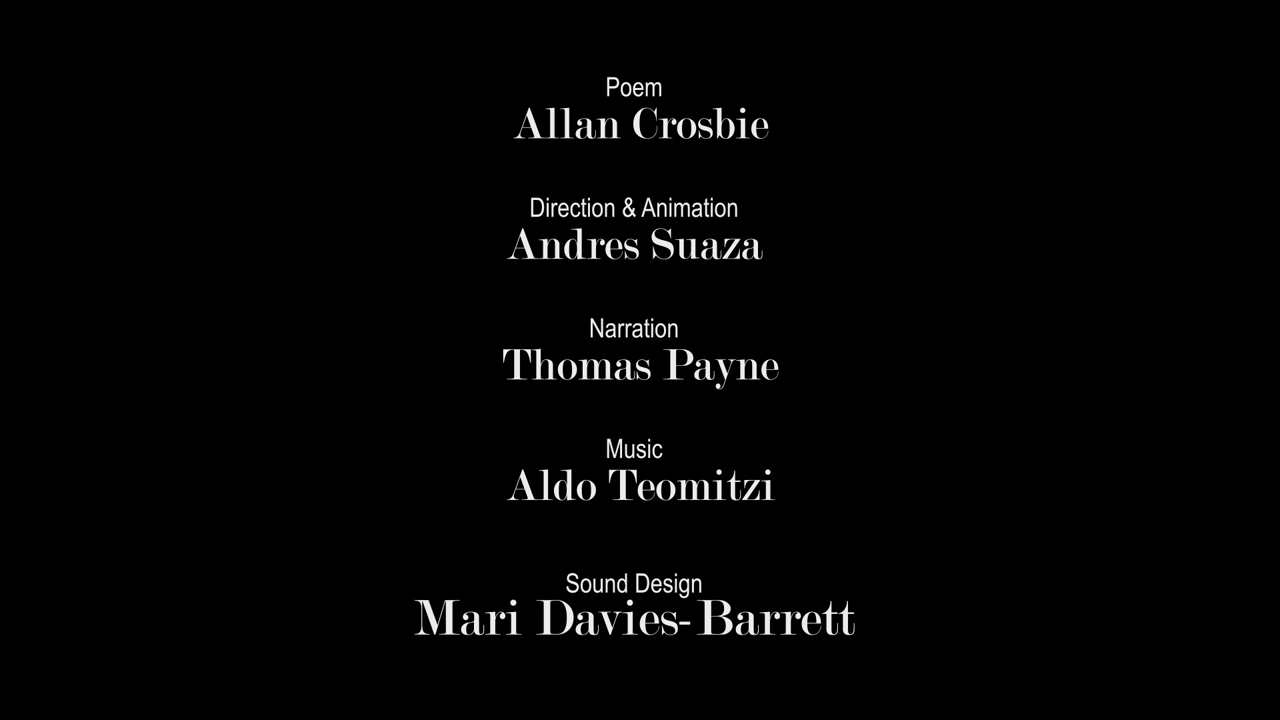 Poem
Allan Crosbie
Direction & Animation
Andres Suaza
Narration
Thomas Payne
Music
Aldo Teomitzi
Sound Design
Mari Davies-Barrett